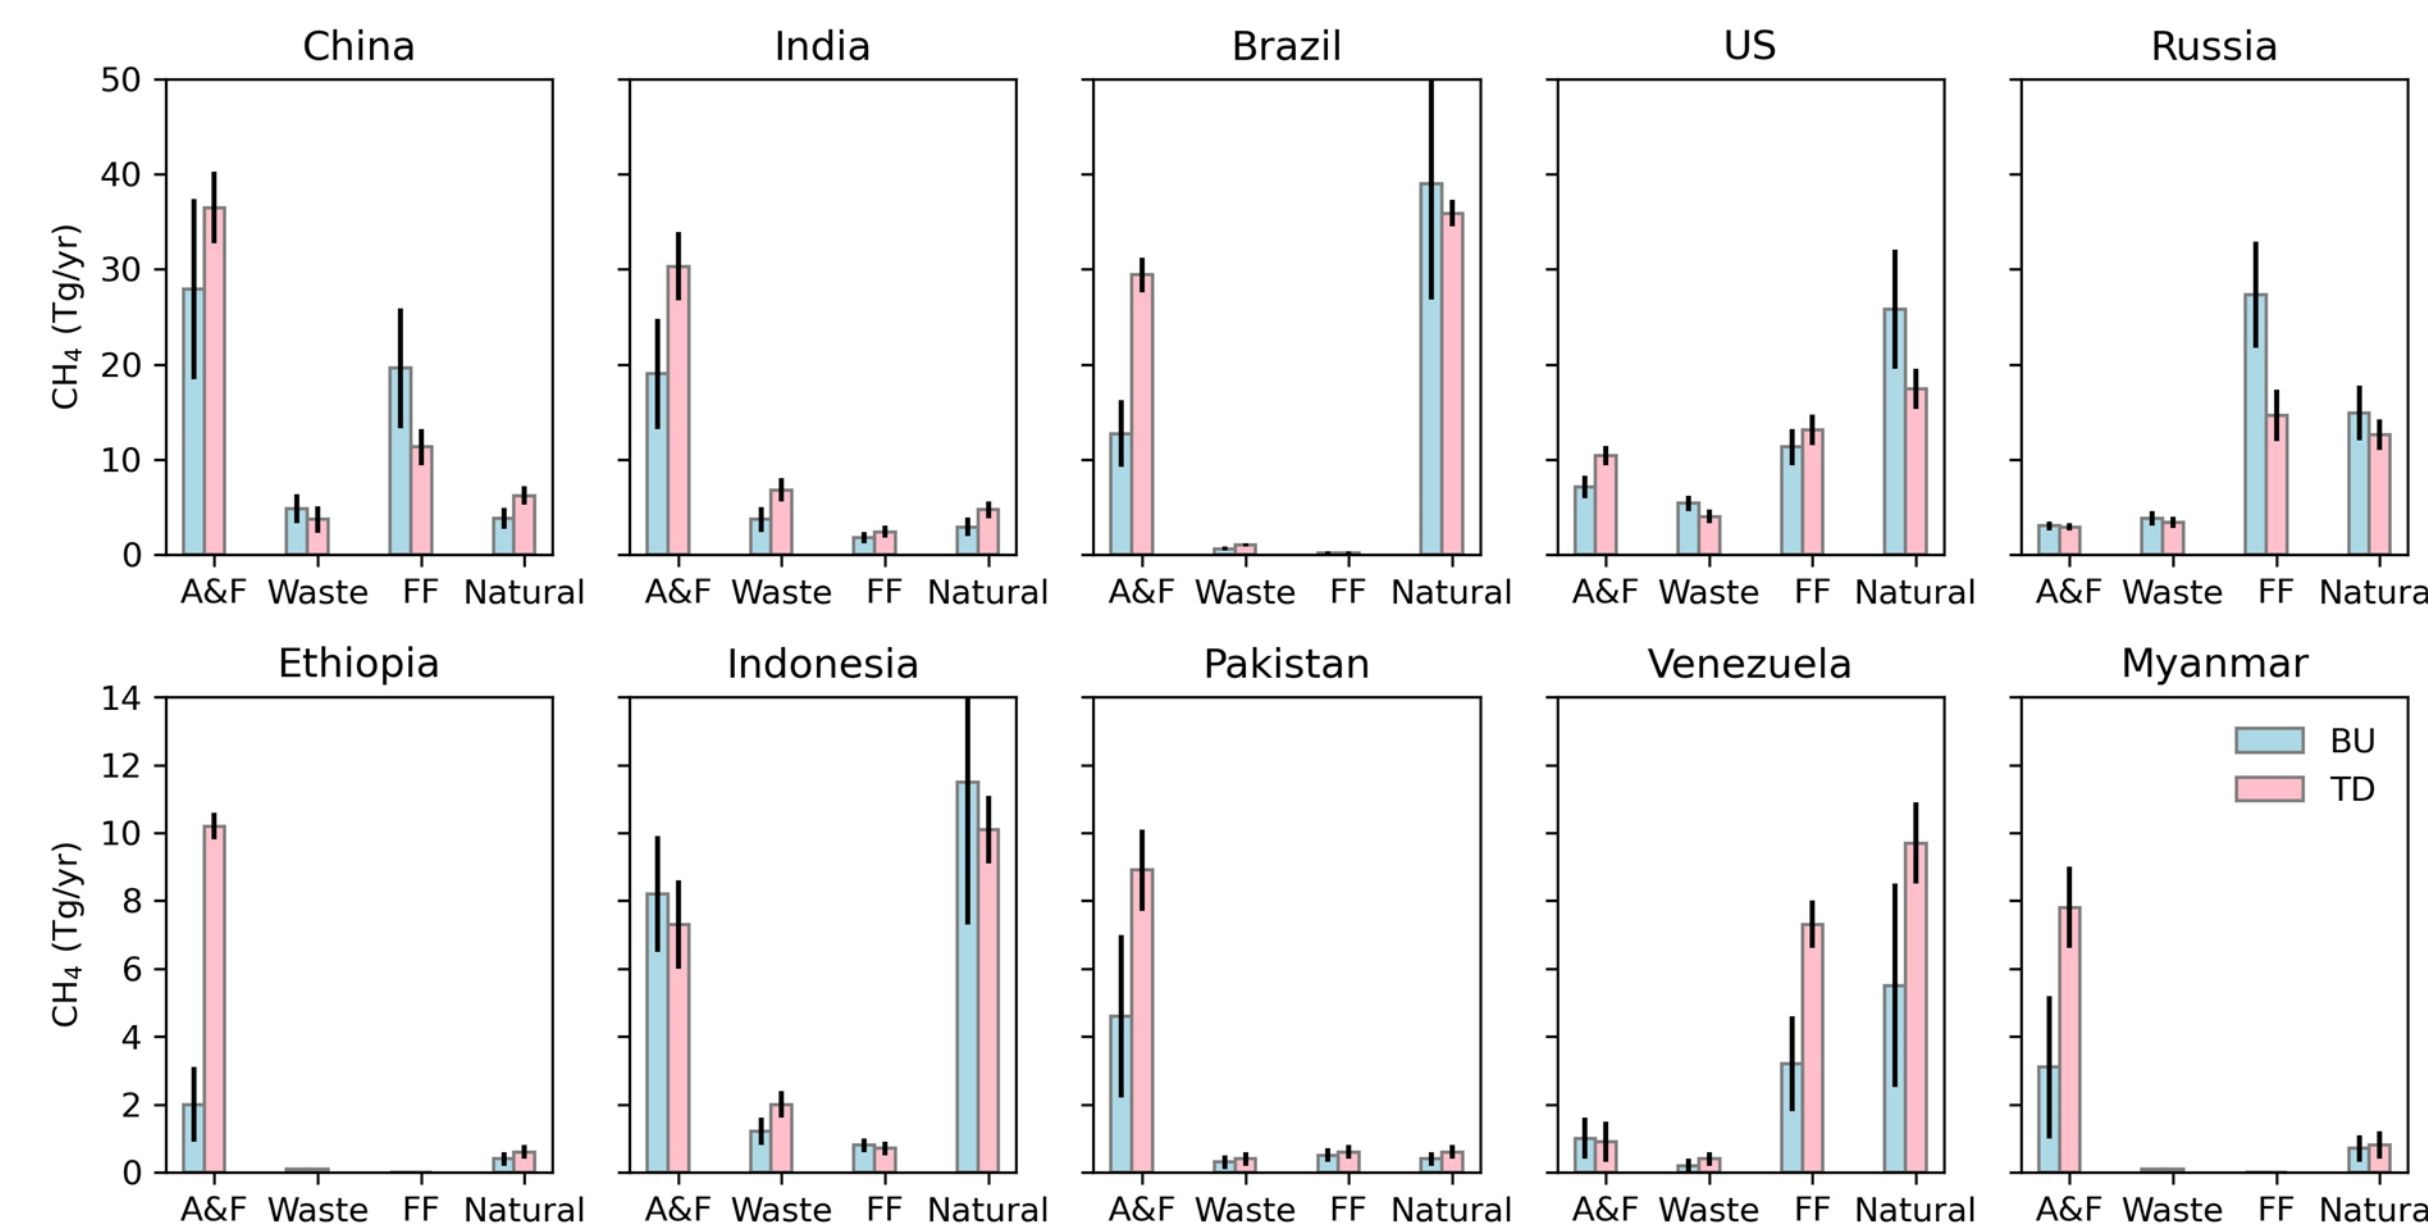 China India Brazil US Russia
50
40
30
20
10
0
CH₄ (Tg/yr)
A&F Waste FF Natural A&F Waste FF Natural A&F Waste FF Natural A&F Waste FF Natural A&F Waste FF Natura
Ethiopia Indonesia Pakistan Venezuela Myanmar
14
12
10
8
6
4
2
0
CH₄ (Tg/yr)
BU
TD
A&F Waste FF Natural A&F Waste FF Natural A&F Waste FF Natural A&F Waste FF Natural A&F Waste FF Natura